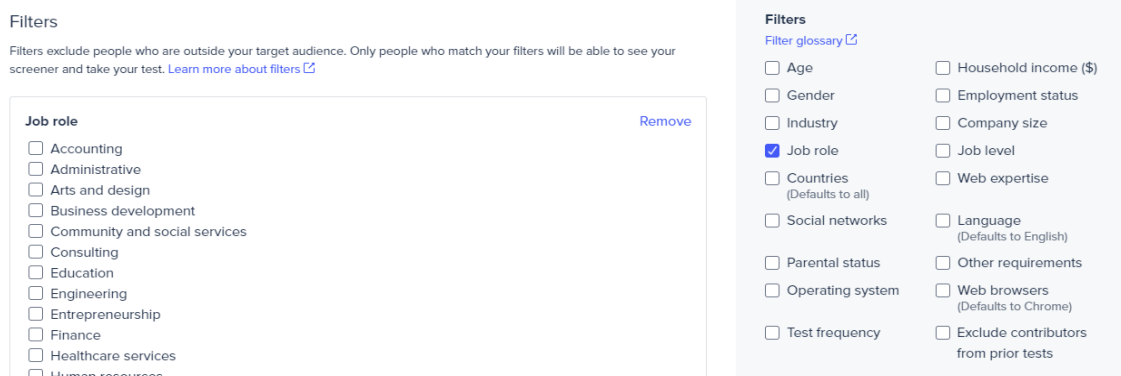 Filters
Filters exclude people who are outside your target audience. Only people who match your filters will be able to see your
screener and take your test. Learn more about filters
Job role
Remove
Accounting
Administrative
Arts and design
Business development
Community and social services
Consulting
Education
Engineering
Entrepreneurship
Finance
Healthcare services
Human resources
Filters
Filter glossary
Age
Household income ($)
Gender
Employment status
Industry
Company size
Job role
Job level
Countries
(Defaults to all)
Web expertise
Social networks
Language
(Defaults to English)
Parental status
Other requirements
Operating system
Web browsers
(Defaults to Chrome)
Test frequency
Exclude contributors
from prior tests